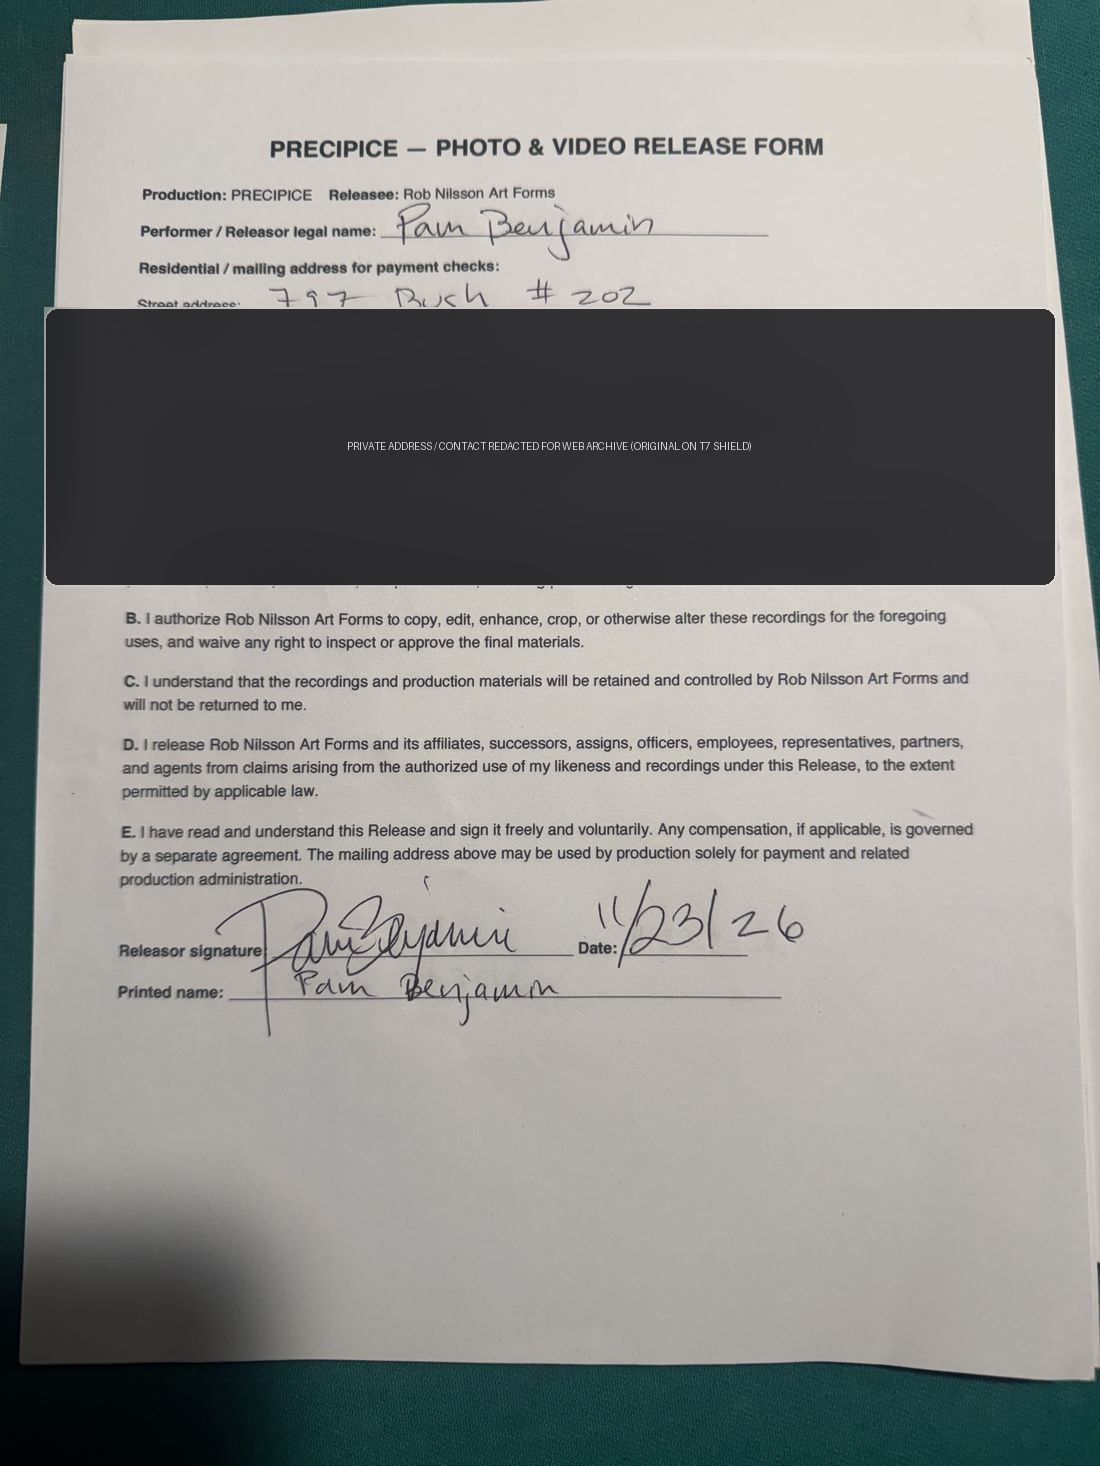 PRECIPICE — PHOTO & VIDEO RELEASE FORM
Production: PRECIPICE Releasee: Rob Nilsson Art Forms
Performer / Releasor legal name: Pam Benjamin
Residential / mailing address for payment checks:
Street address: 797 Bush # 202
PRIVATE ADDRESS / CONTACT REDACTED FOR WEB ARCHIVE (ORIGINAL ON T7 SHIELD)
B. I authorize Rob Nilsson Art Forms to copy, edit, enhance, crop, or otherwise alter these recordings for the foregoing
uses, and waive any right to inspect or approve the final materials.
C. I understand that the recordings and production materials will be retained and controlled by Rob Nilsson Art Forms and
will not be returned to me.
D. I release Rob Nilsson Art Forms and its affiliates, successors, assigns, officers, employees, representatives, partners,
and agents from claims arising from the authorized use of my likeness and recordings under this Release, to the extent
permitted by applicable law.
E. I have read and understand this Release and sign it freely and voluntarily. Any compensation, if applicable, is governed
by a separate agreement. The mailing address above may be used by production solely for payment and related
production administration.
Releasor signature Pam Benjamin Date: 11/23/26
Printed name: Pam Benjamin